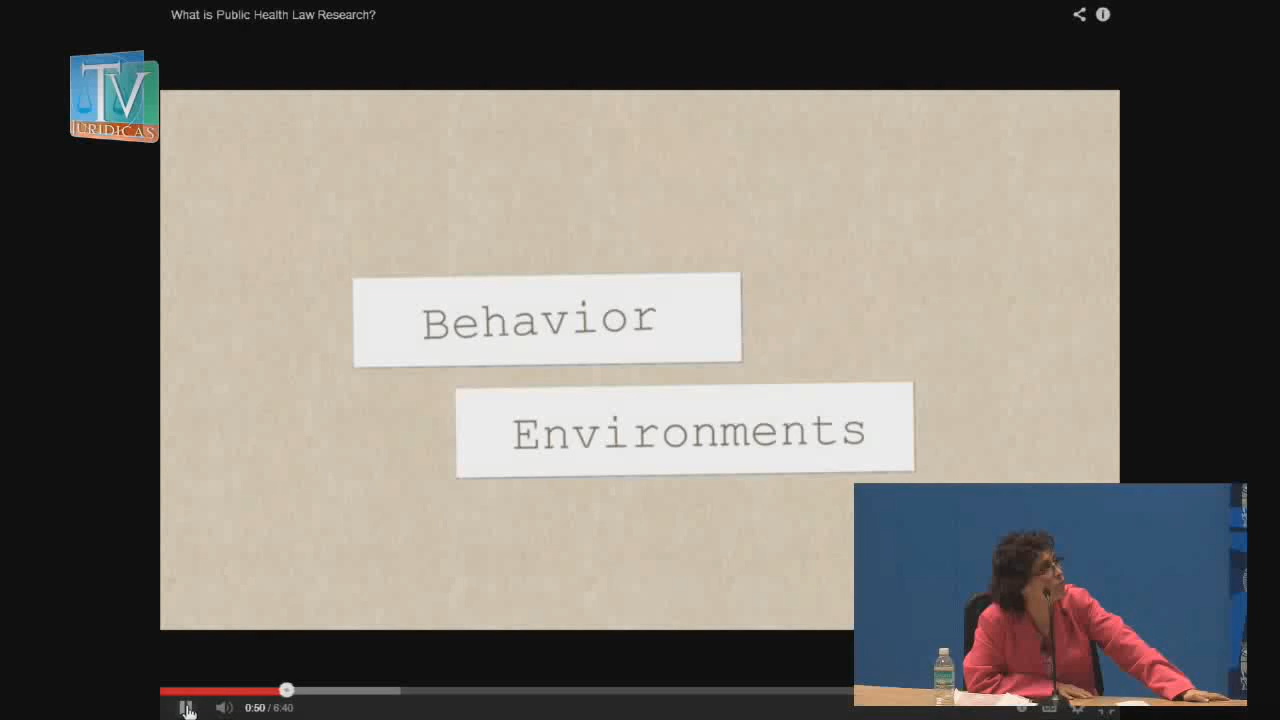 What is Public Health Law Research?
TV
JURIDICAS
Behavior
Environments
0:50 / 6:40